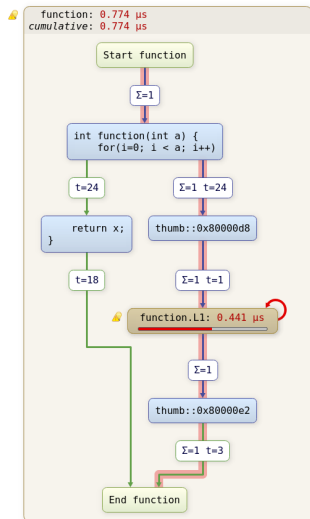 function: 0.774 µs
cumulative: 0.774 µs
Start function
Σ=1
int function(int a) {
for(i=0; i < a; i++)
t=24
Σ=1 t=24
return x;
}
thumb::0x80000d8
t=18
Σ=1 t=1
function.L1: 0.441 µs
Σ=1
thumb::0x80000e2
Σ=1 t=3
End function